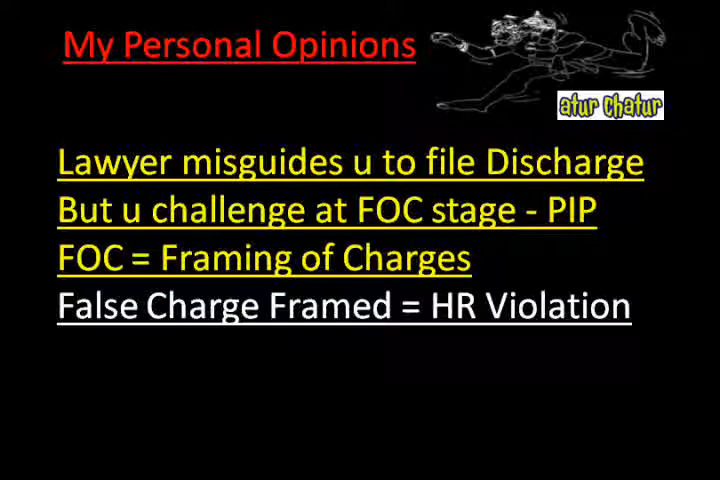 My Personal Opinions
atur chatur
Lawyer misguides u to file Discharge
But u challenge at FOC stage - PIP
FOC = Framing of Charges
False Charge Framed = HR Violation